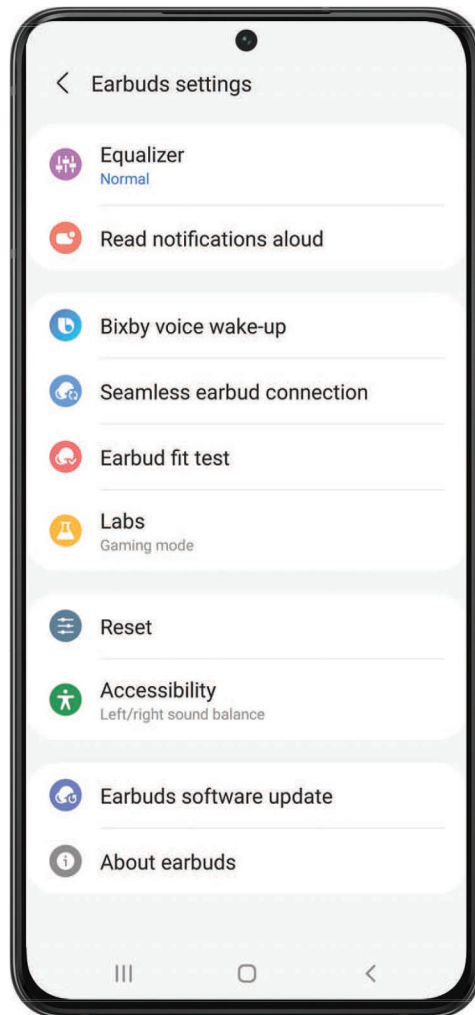 Earbuds settings
Equalizer
Normal
Read notifications aloud
Bixby voice wake-up
Seamless earbud connection
Earbud fit test
Labs
Gaming mode
Reset
Accessibility
Left/right sound balance
Earbuds software update
About earbuds